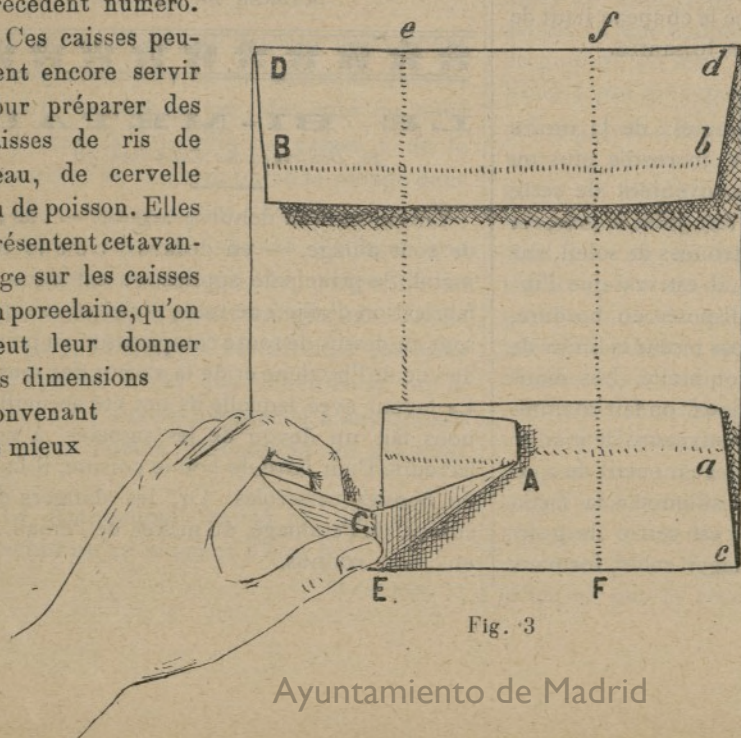 récédent numéro.
Ces caisses peu-
ent encore servir
our préparer des
aisses de ris de
eau, de cervelle
de poisson. Elles
résentent cet avan-
ge sur les caisses
poreelaine, qu'on
eut leur donner
s dimensions
onvenant
mieux
e f
D d
B b
a
A
C
c
E F
Fig. 3
Ayuntamiento de Madrid